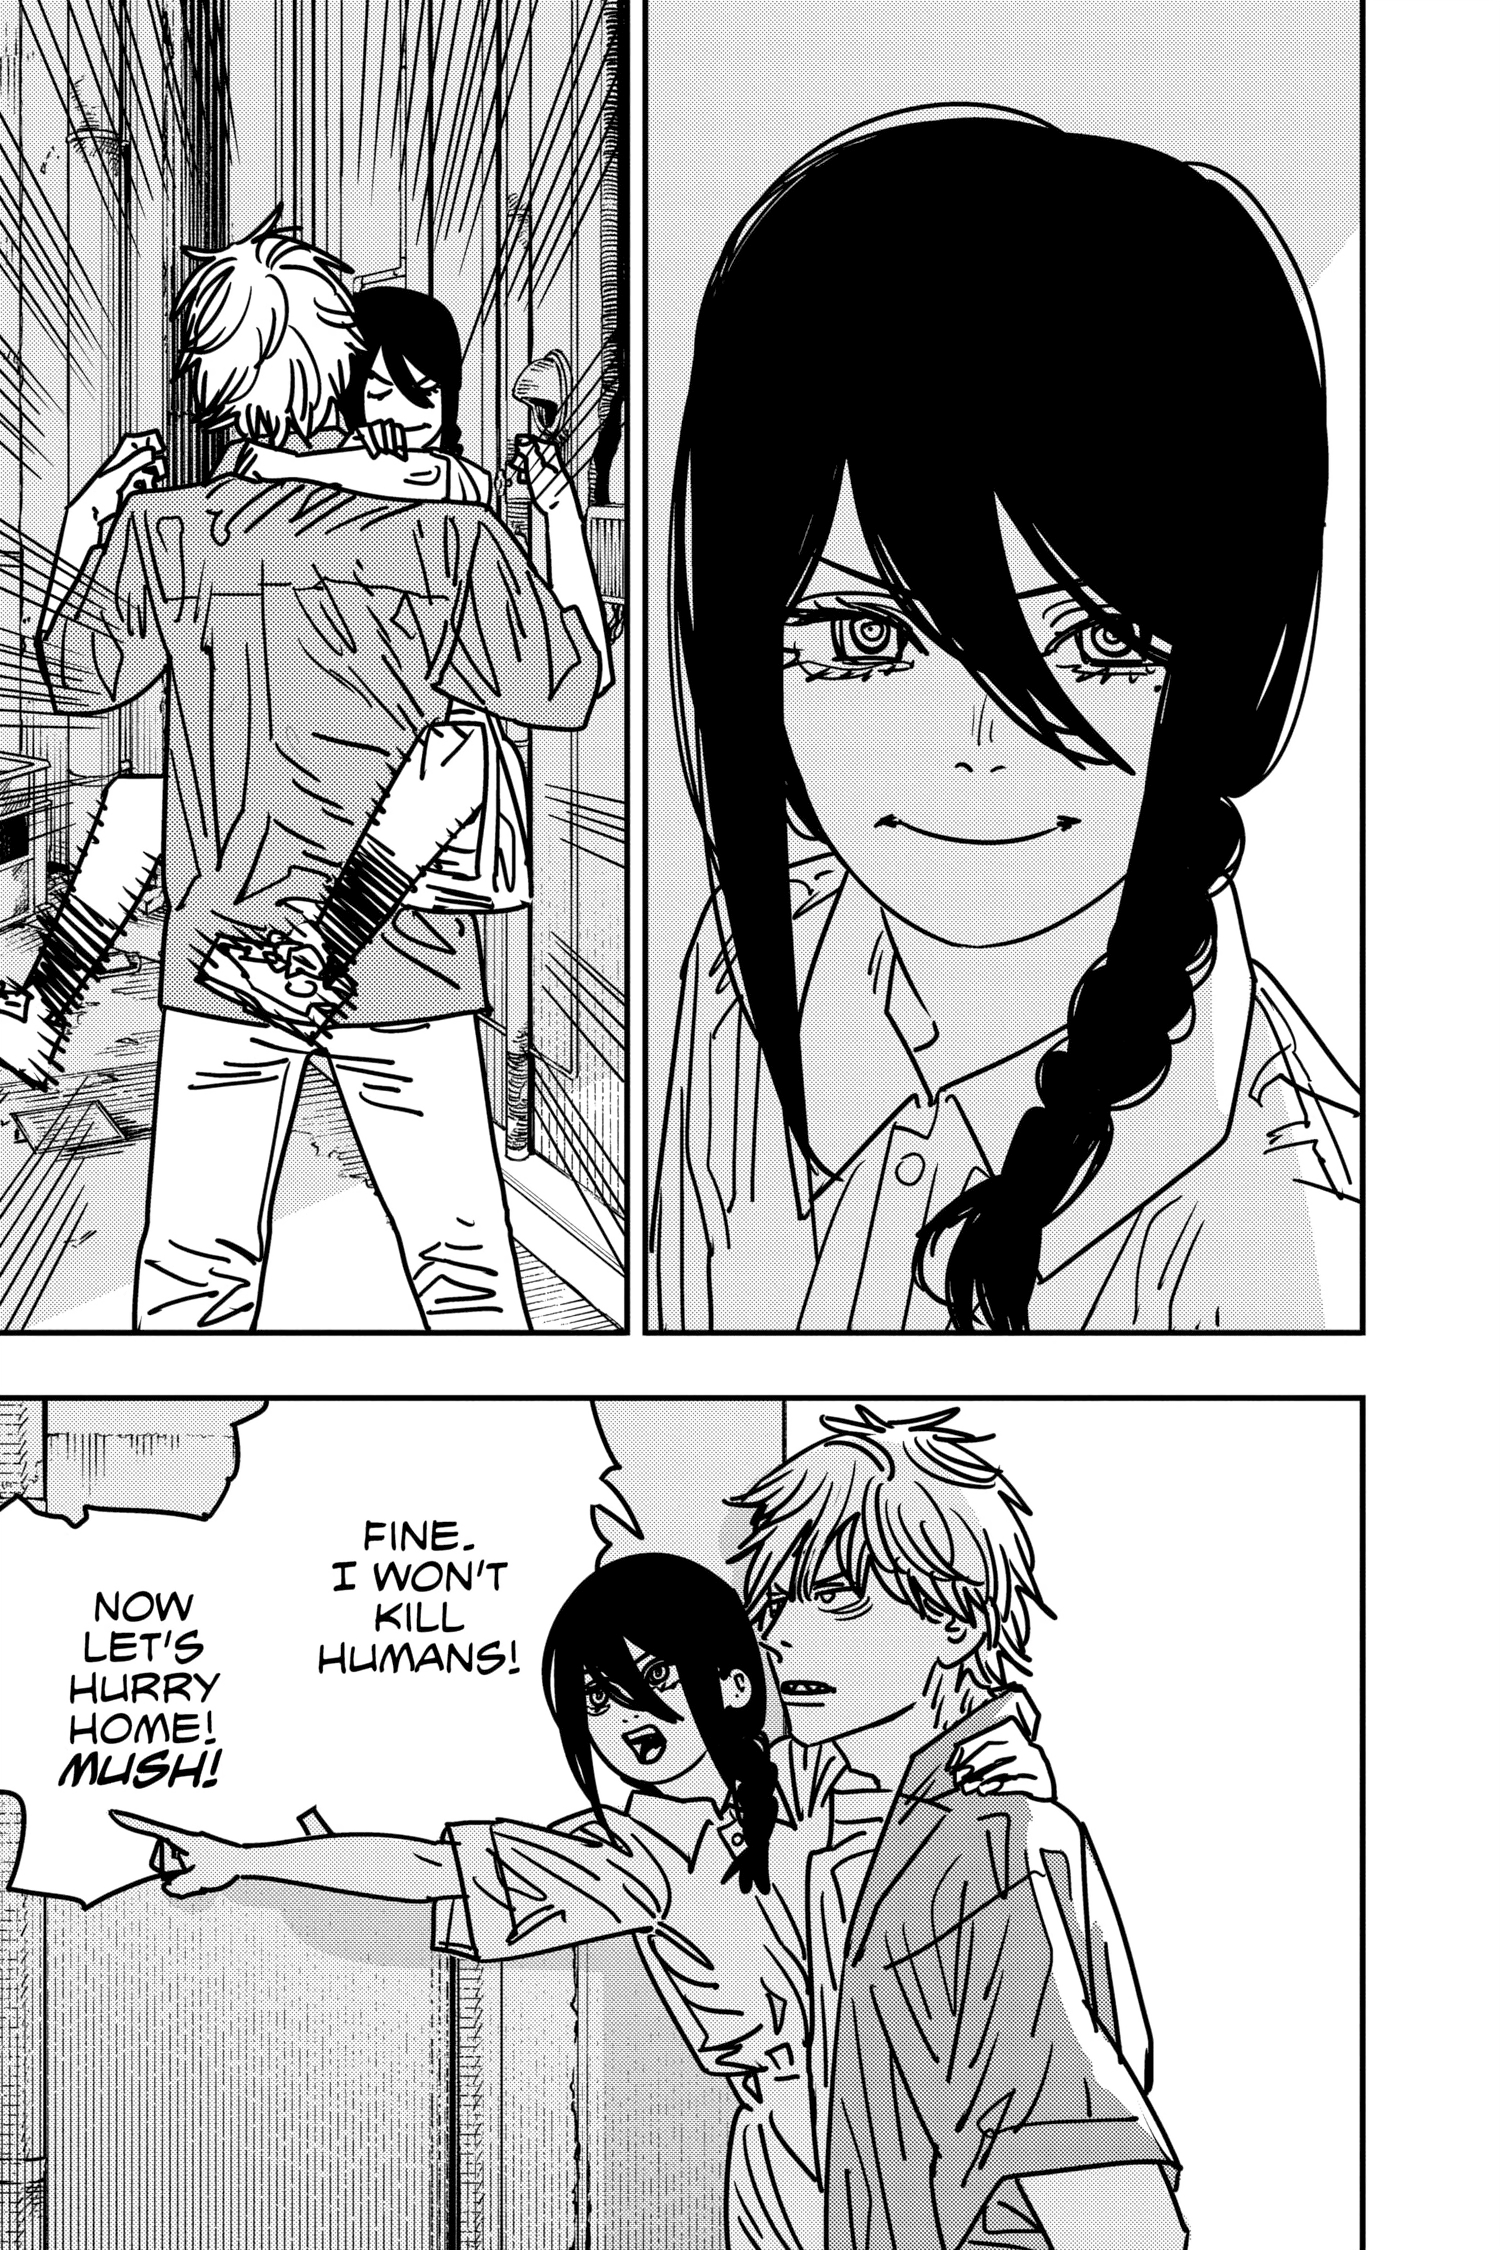 FINE.
I WON'T
KILL
HUMANS!
NOW
LET'S
HURRY
HOME!
MUSH!